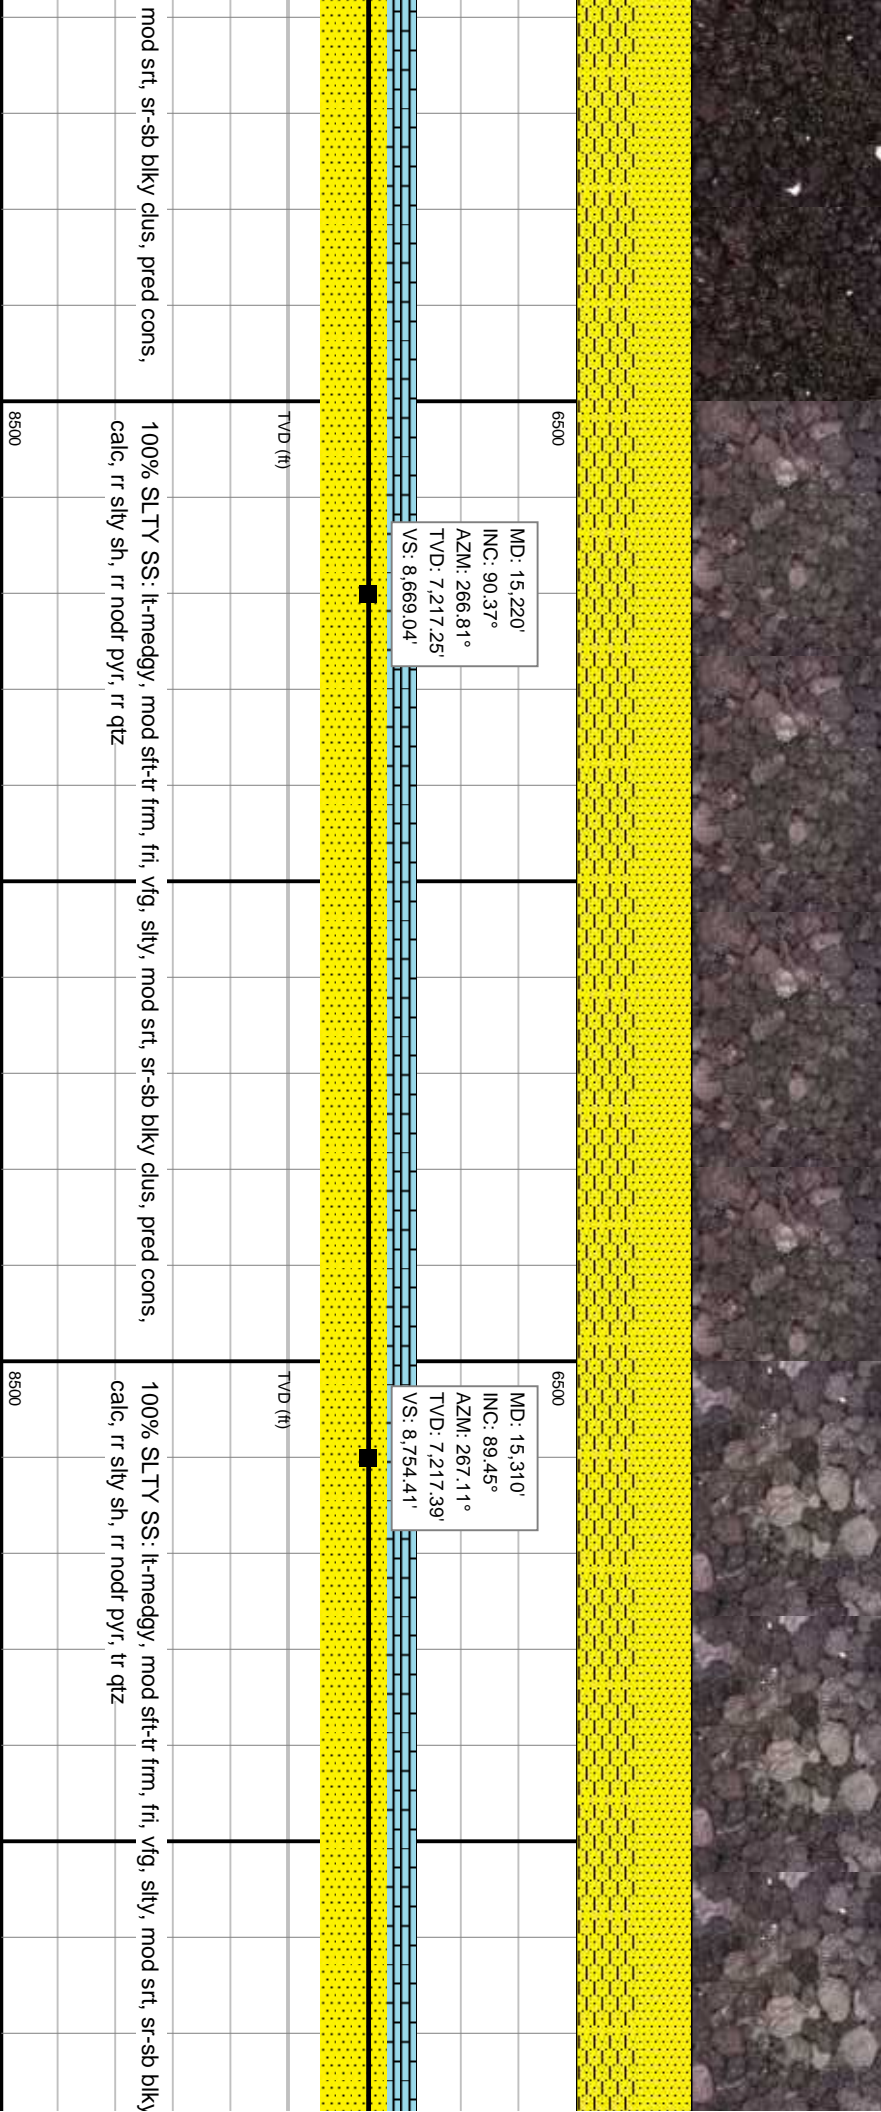 mod srt, sr-sb blky clus, pred cons,
6500
TVD (ft)
8500
MD: 15,220'
INC: 90.37°
AZM: 266.81°
TVD: 7,217.25'
VS: 8,669.04'
100% SLTY SS: lt-medgy, mod sft-tr frm, fri, vfg, slty, mod srt, sr-sb blky clus, pred cons,
calc, rr slty sh, rr nodr pyr, rr qtz
6500
TVD (ft)
8500
MD: 15,310'
INC: 89.45°
AZM: 267.11°
TVD: 7,217.39'
VS: 8,754.41'
100% SLTY SS: lt-medgy, mod sft-tr frm, fri, vfg, slty, mod srt, sr-sb blky
calc, rr slty sh, rr nodr pyr, tr qtz